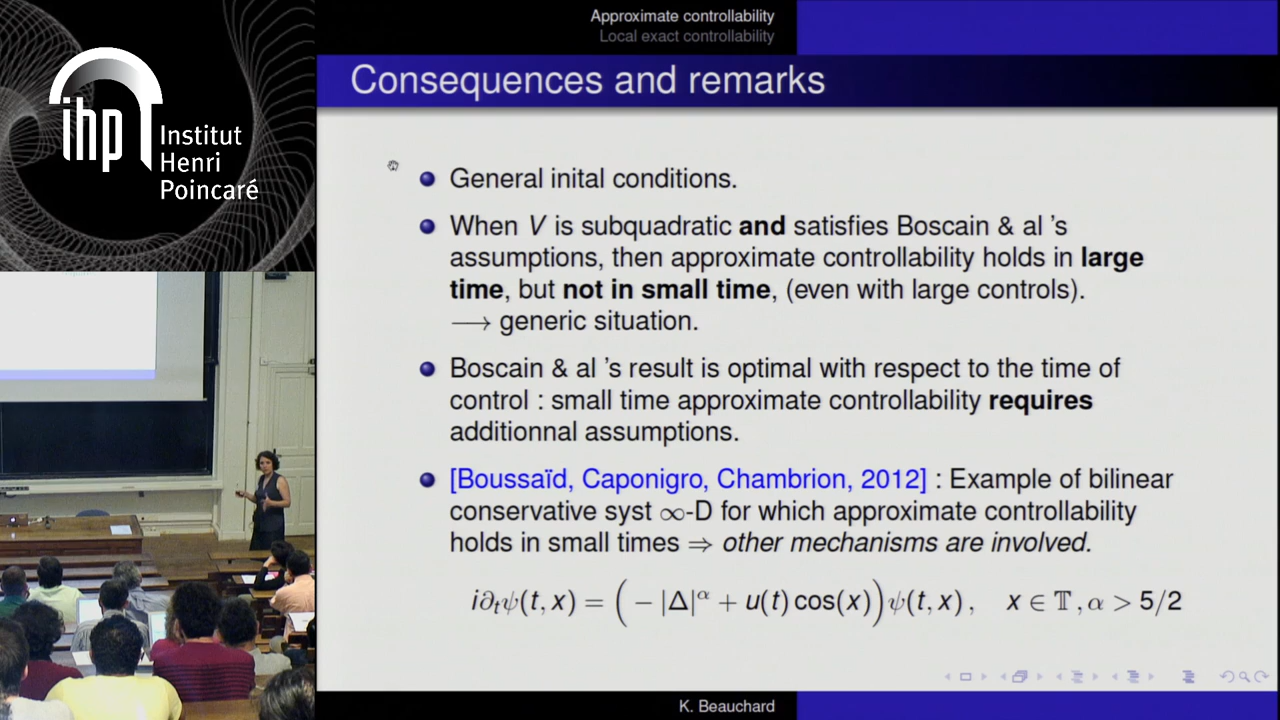 ihp
Institut
Henri
Poincaré
Approximate controllability
Local exact controllability
Consequences and remarks
General inital conditions.
When V is subquadratic and satisfies Boscain & al 's
assumptions, then approximate controllability holds in large
time, but not in small time, (even with large controls).
⟶ generic situation.
Boscain & al 's result is optimal with respect to the time of
control : small time approximate controllability requires
additionnal assumptions.
[Boussaïd, Caponigro, Chambrion, 2012] : Example of bilinear
conservative syst ∞-D for which approximate controllability
holds in small times ⇒ other mechanisms are involved.
i∂ₜψ(t, x) = ( − |Δ|^α + u(t) cos(x) ) ψ(t, x) , x ∈ 𝕋 , α > 5/2
K. Beauchard